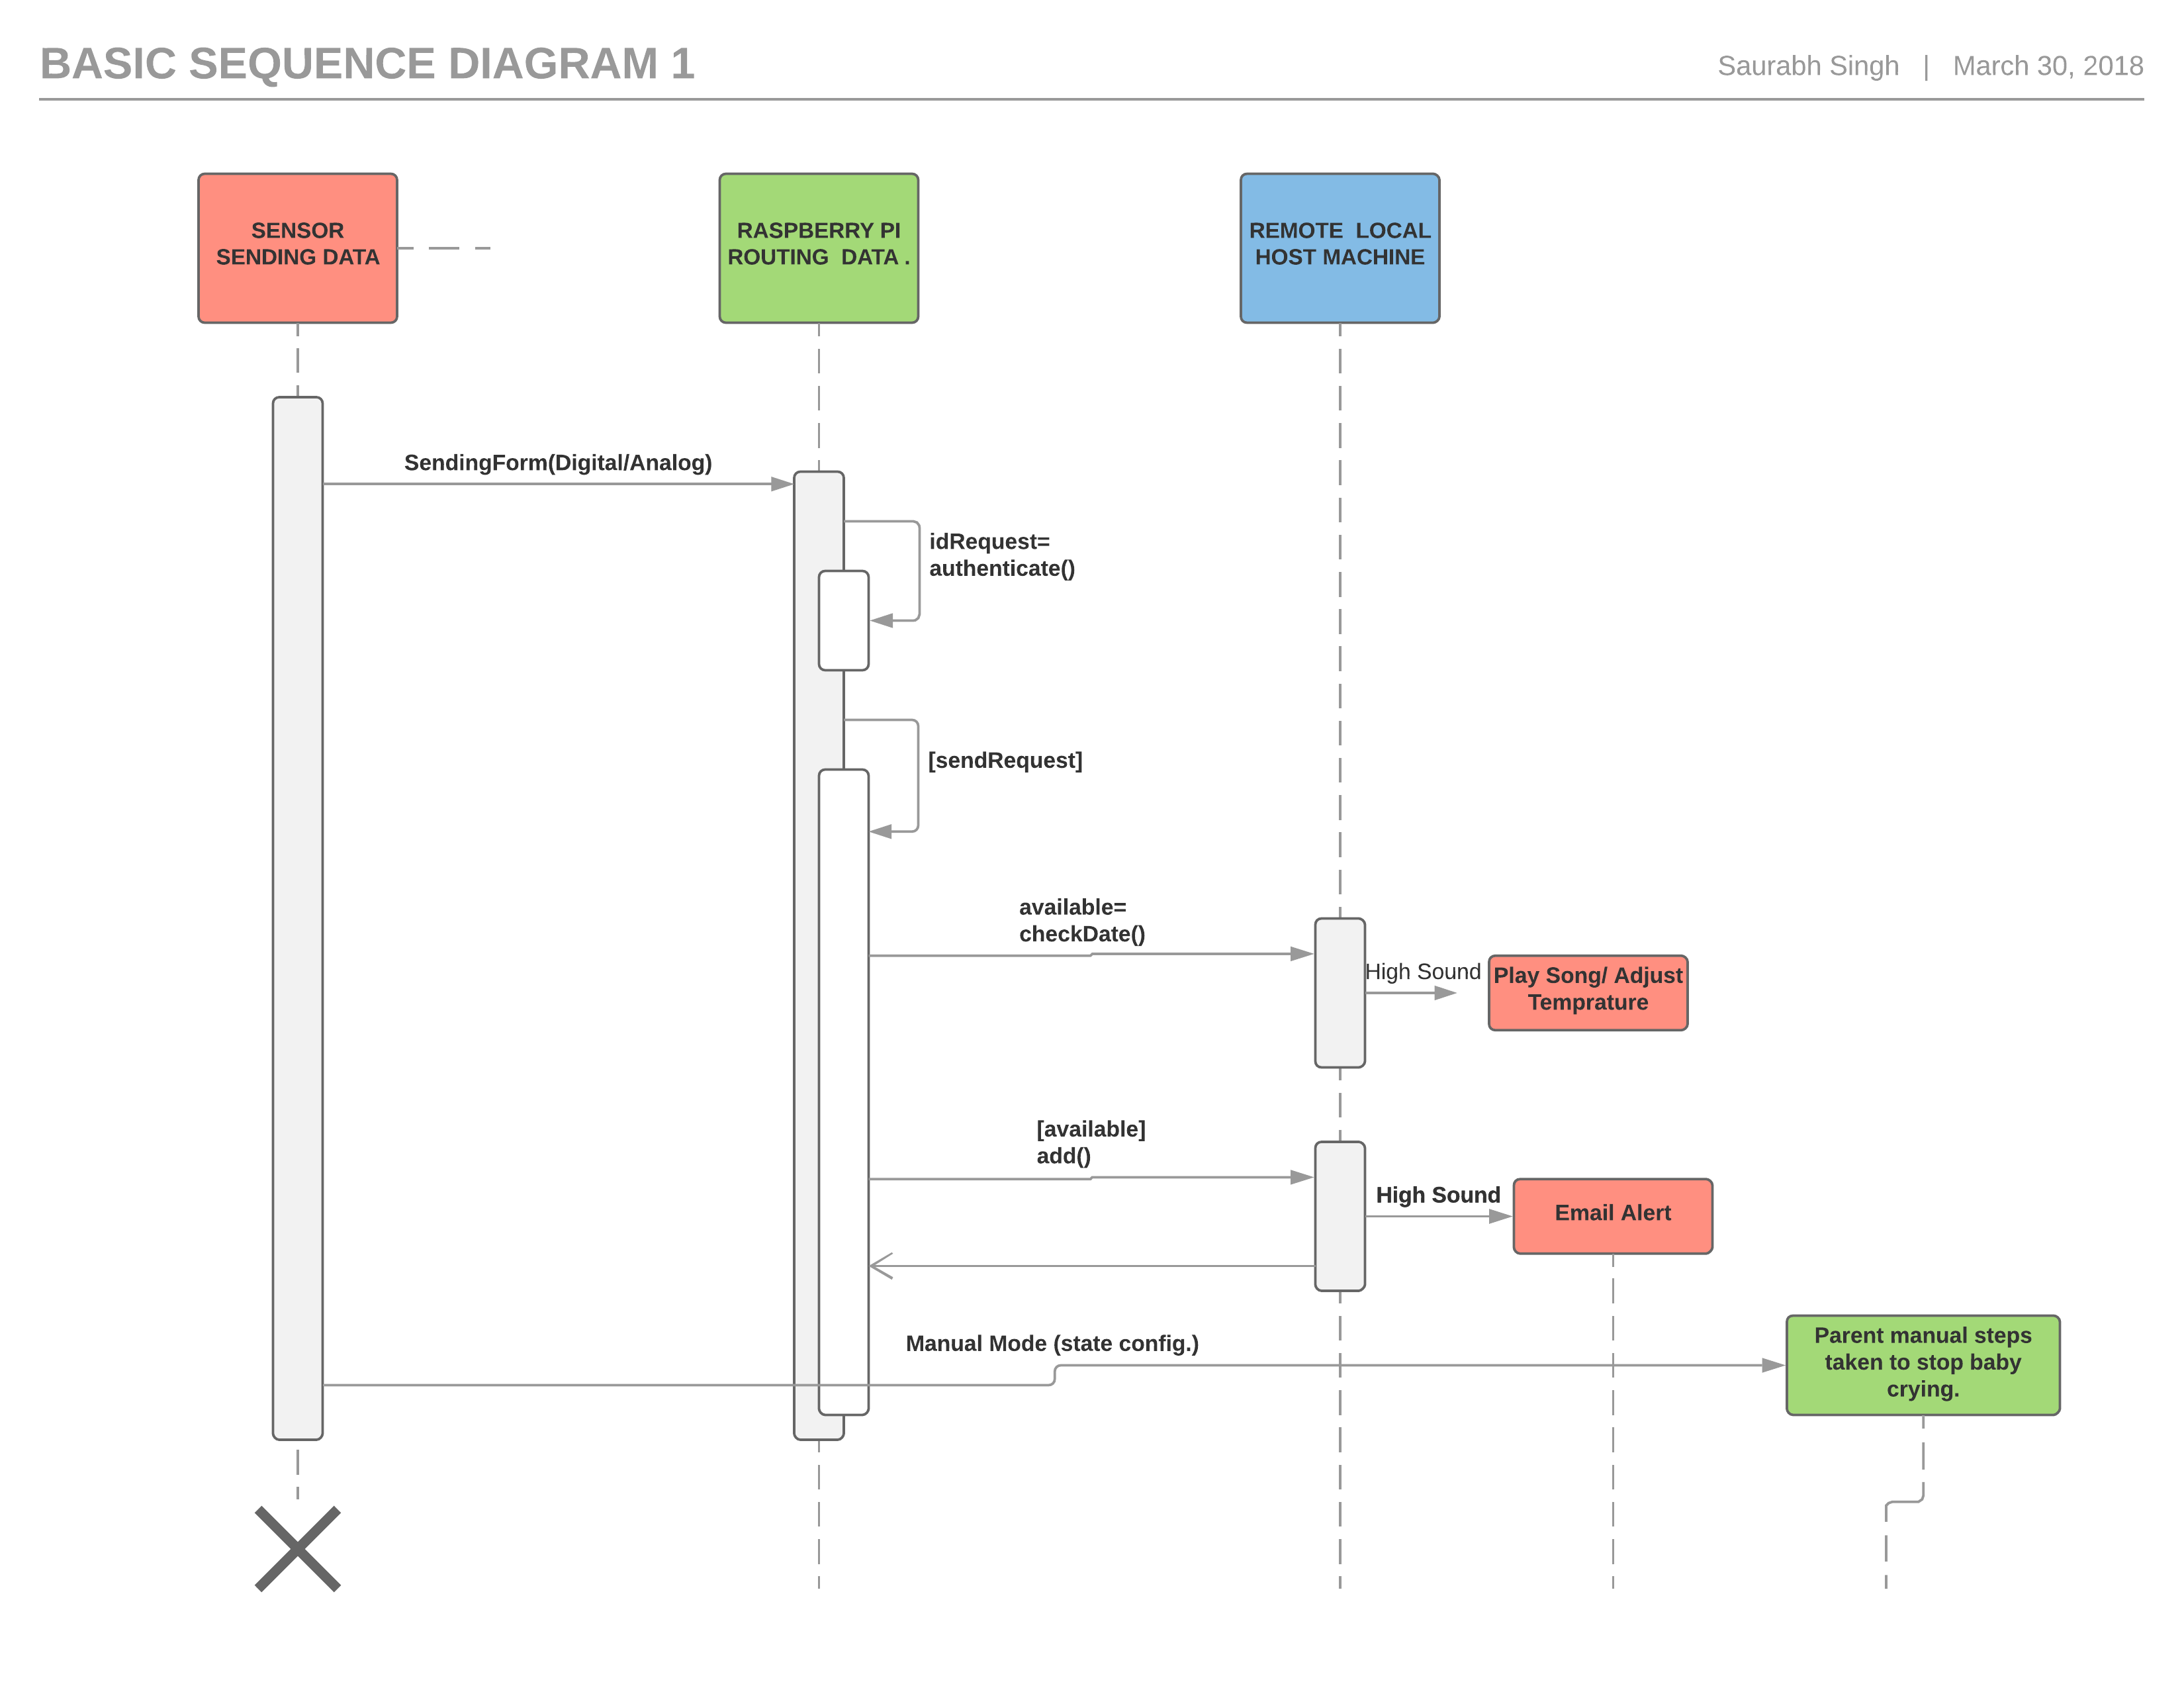 BASIC SEQUENCE DIAGRAM 1
Saurabh Singh | March 30, 2018
SENSOR
SENDING DATA
RASPBERRY PI
ROUTING DATA .
REMOTE LOCAL
HOST MACHINE
SendingForm(Digital/Analog)
idRequest=
authenticate()
[sendRequest]
available=
checkDate()
High Sound
Play Song/ Adjust
Temprature
[available]
add()
High Sound
Email Alert
Manual Mode (state config.)
Parent manual steps
taken to stop baby
crying.